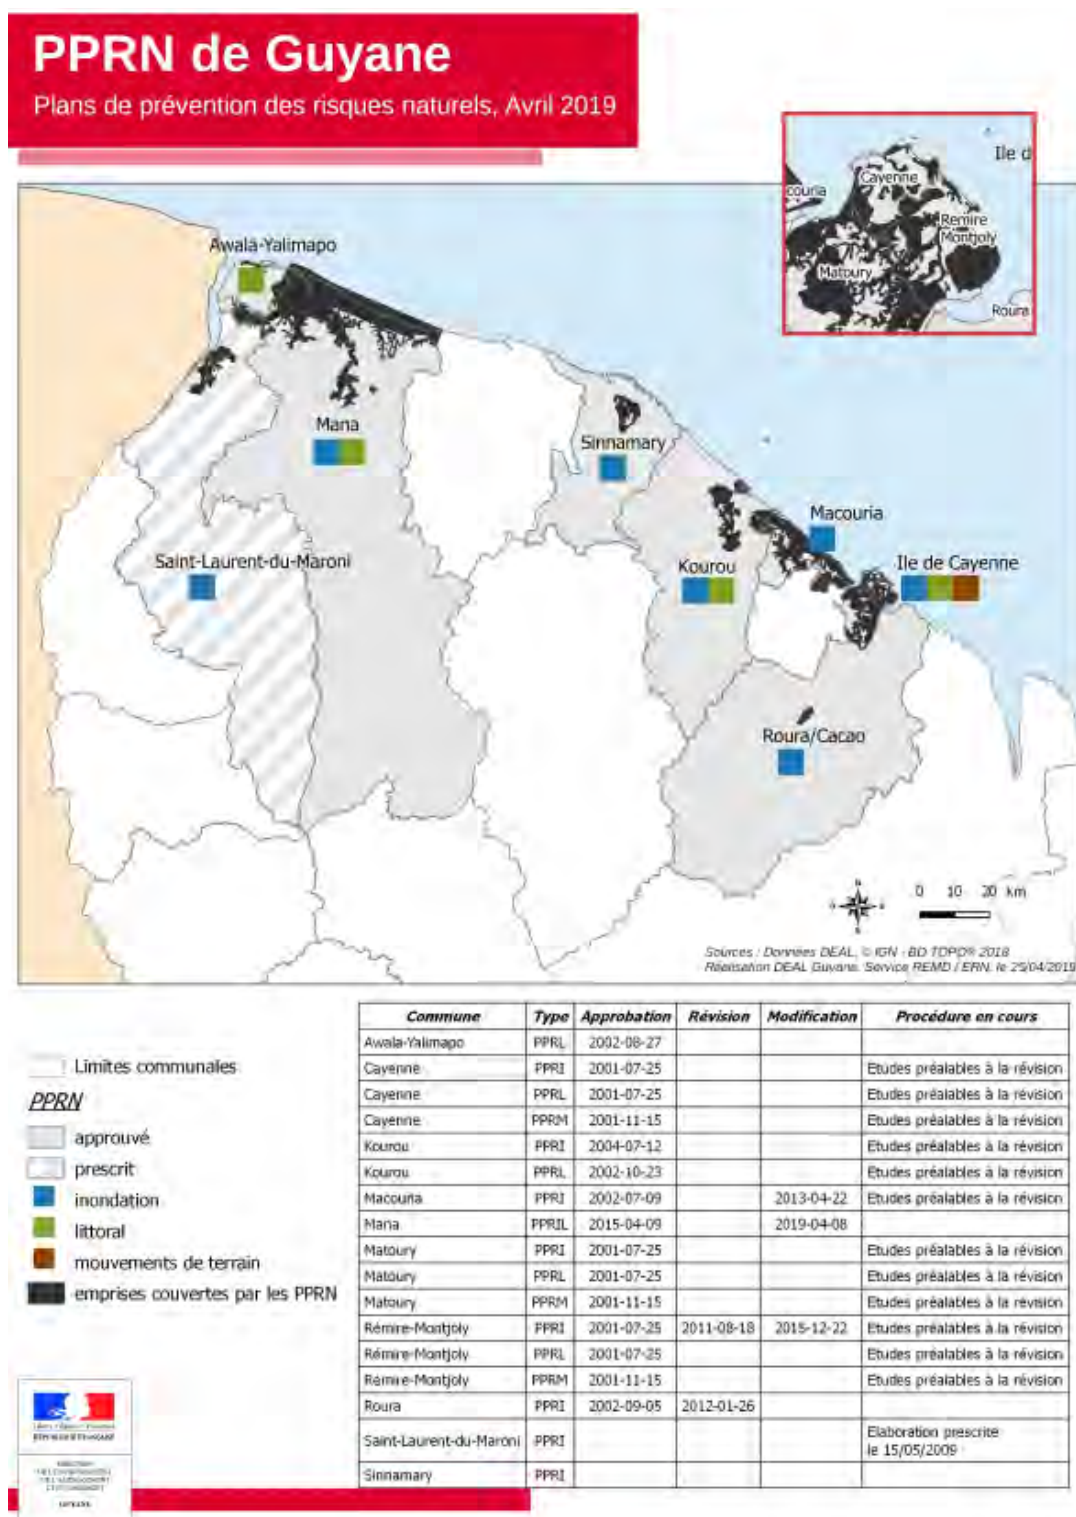 PPRN de Guyane
Plans de prévention des risques naturels, Avril 2019
Ile d
Cayenne
couria
Remire
Montjoly
Matoury
Roura
Awala-Yalimapo
Mana
Sinnamary
Macouria
Saint-Laurent-du-Maroni
Kourou
Ile de Cayenne
Roura/Cacao
0 10 20 km
Sources : Données DEAL, © IGN - BD TOPO® 2018
Réalisation DEAL Guyane. Service REMD / ERN. le 25/04/2019
Limites communales
PPRN
approuvé
prescrit
inondation
littoral
mouvements de terrain
emprises couvertes par les PPRN
Commune Type Approbation Révision Modification Procédure en cours
Awala-Yalimapo PPRL 2002-08-27
Cayenne PPRI 2001-07-25 Etudes préalables à la révision
Cayenne PPRL 2001-07-25 Etudes préalables à la révision
Cayenne PPRM 2001-11-15 Etudes préalables à la révision
Kourou PPRI 2004-07-12 Etudes préalables à la révision
Kourou PPRL 2002-10-23 Etudes préalables à la révision
Macouria PPRI 2002-07-09 2013-04-22 Etudes préalables à la révision
Mana PPRIL 2015-04-09 2019-04-08
Matoury PPRI 2001-07-25 Etudes préalables à la révision
Matoury PPRL 2001-07-25 Etudes préalables à la révision
Matoury PPRM 2001-11-15 Etudes préalables à la révision
Rémire-Montjoly PPRI 2001-07-25 2011-08-18 2015-12-22 Etudes préalables à la révision
Rémire-Montjoly PPRL 2001-07-25 Etudes préalables à la révision
Rémire-Montjoly PPRM 2001-11-15 Etudes préalables à la révision
Roura PPRI 2002-09-05 2012-01-26
Saint-Laurent-du-Maroni PPRI Elaboration prescrite
le 15/05/2009
Sinnamary PPRI
RÉPUBLIQUE FRANÇAISE
GUYANE